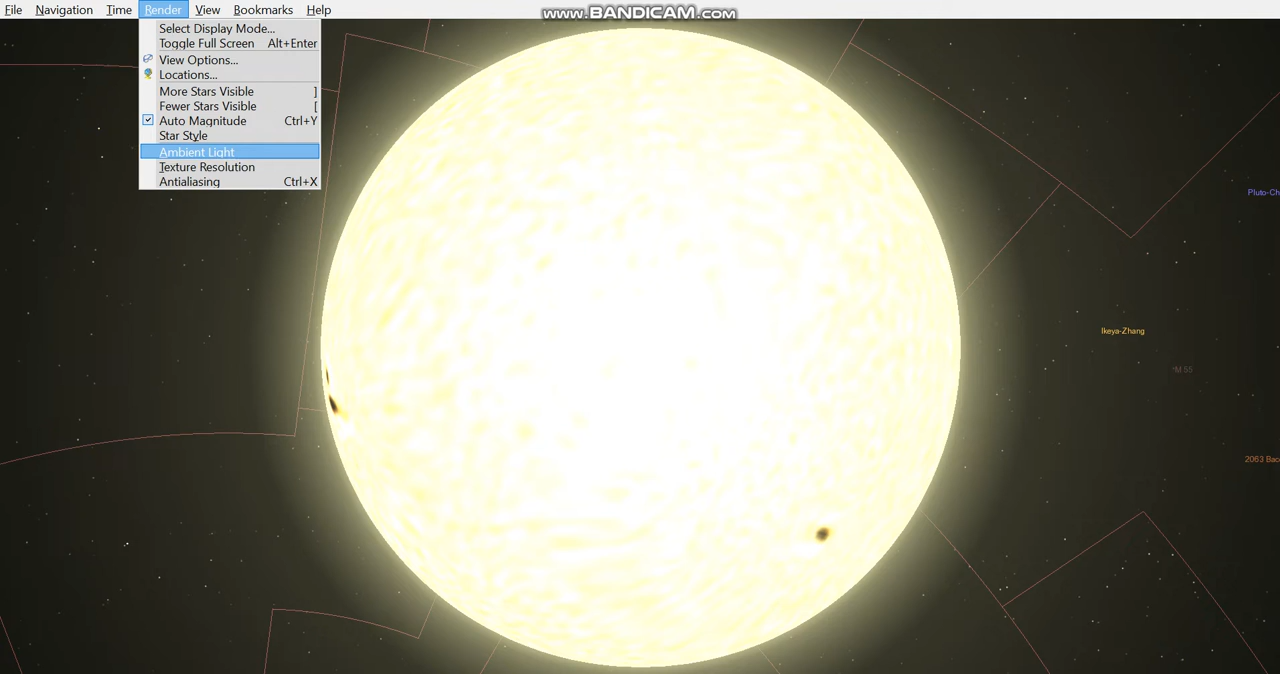 File Navigation Time Render View Bookmarks Help
www.BANDICAM.com
Select Display Mode...
Toggle Full Screen Alt+Enter
View Options...
Locations...
More Stars Visible ]
Fewer Stars Visible [
Auto Magnitude Ctrl+Y
Star Style
Ambient Light
Texture Resolution
Antialiasing Ctrl+X
Pluto-Ch
Ikeya-Zhang
M 55
2063 Bac